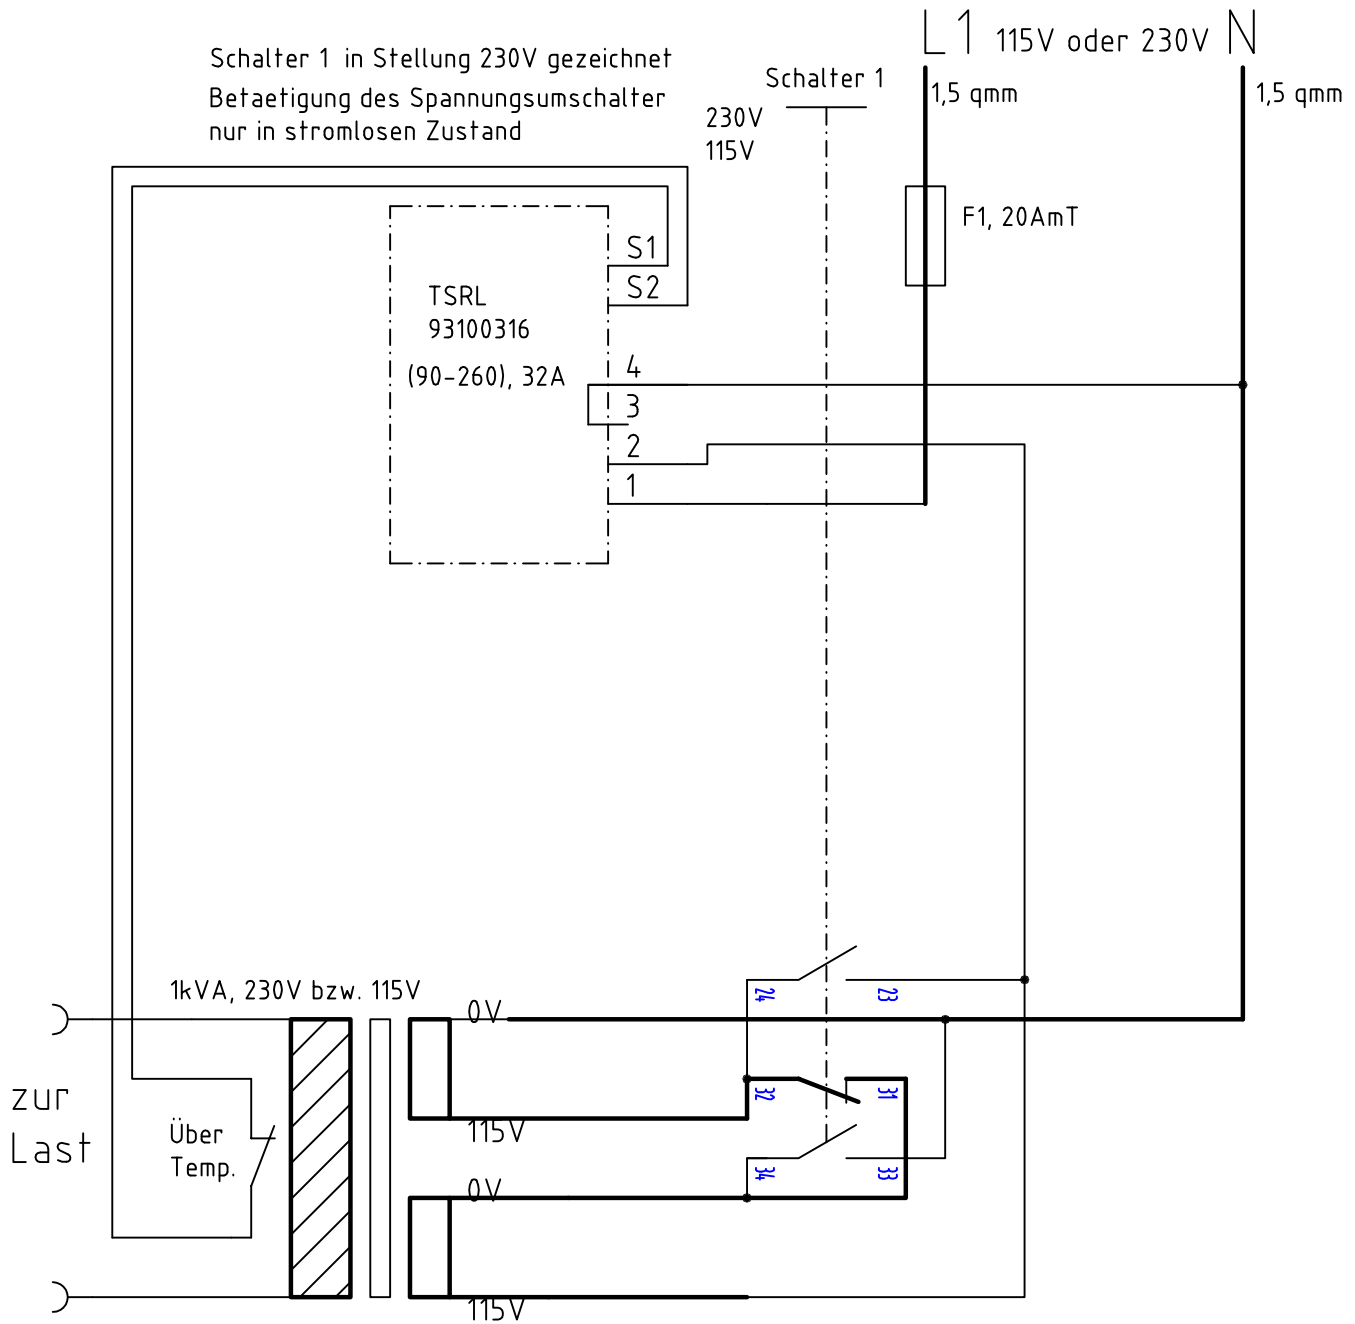 L1 115V oder 230V N
Schalter 1 in Stellung 230V gezeichnet
Betaetigung des Spannungsumschalter
nur in stromlosen Zustand
Schalter 1
230V
115V
1,5 qmm
1,5 qmm
F1, 20AmT
S1
S2
TSRL
93100316
(90-260), 32A
4
3
2
1
1kVA, 230V bzw. 115V
24
23
0V
zur
Last
Über
Temp.
32
31
115V
34
33
0V
115V